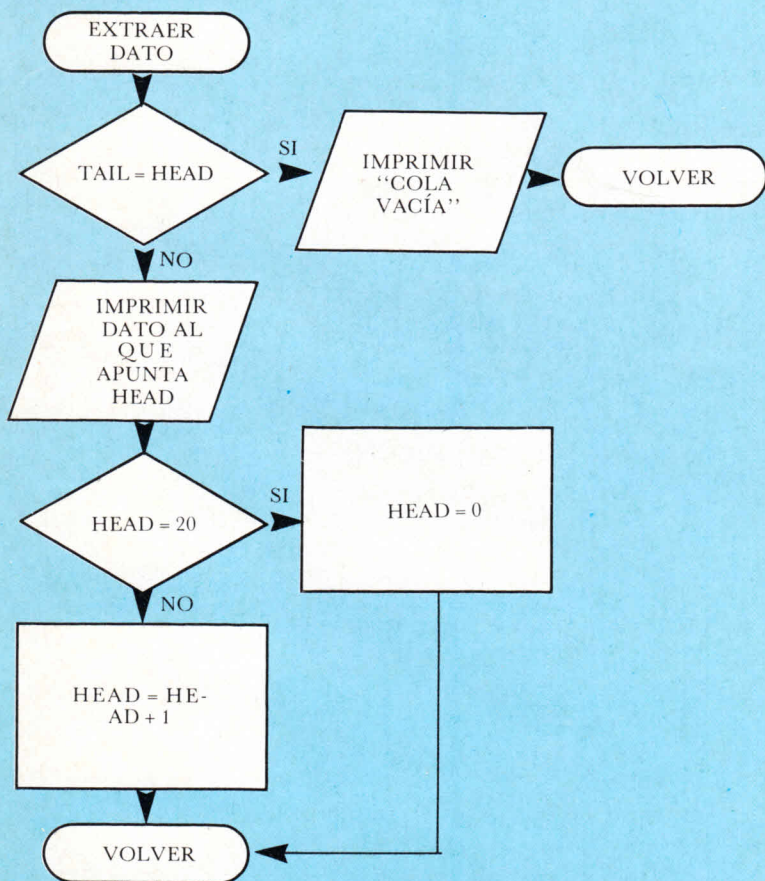 EXTRAER
DATO
TAIL = HEAD
SI
IMPRIMIR
“COLA
VACÍA”
VOLVER
NO
IMPRIMIR
DATO AL
QUE
APUNTA
HEAD
HEAD = 20
SI
HEAD = 0
NO
HEAD = HE-
AD + 1
VOLVER